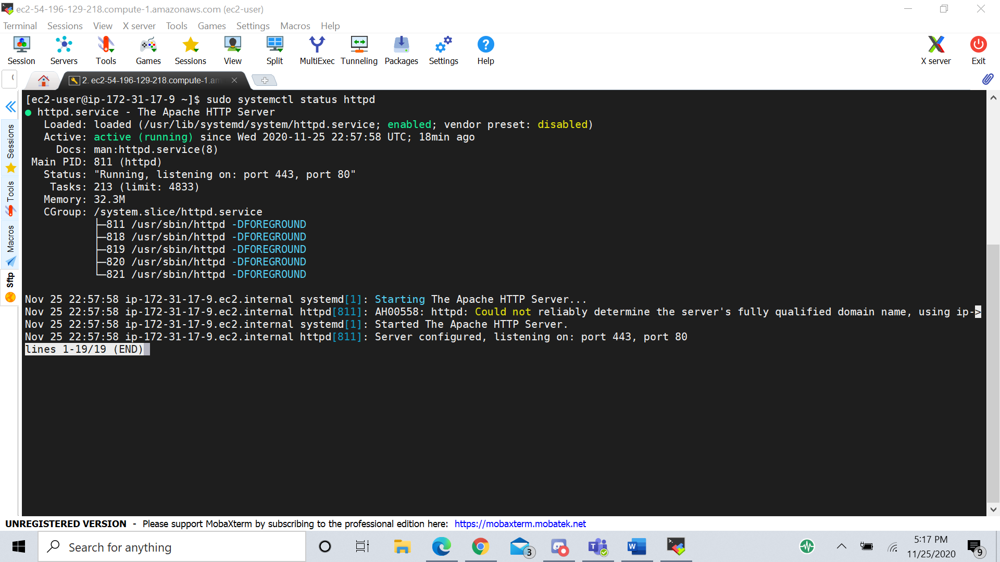 ec2-54-196-129-218.compute-1.amazonaws.com (ec2-user)
Terminal Sessions View X server Tools Games Settings Macros Help
Session Servers Tools Games Sessions View Split MultiExec Tunneling Packages Settings Help X server Exit
2. ec2-54-196-129-218.compute-1.am
[ec2-user@ip-172-31-17-9 ~]$ sudo systemctl status httpd
● httpd.service - The Apache HTTP Server
Loaded: loaded (/usr/lib/systemd/system/httpd.service; enabled; vendor preset: disabled)
Active: active (running) since Wed 2020-11-25 22:57:58 UTC; 18min ago
Docs: man:httpd.service(8)
Main PID: 811 (httpd)
Status: "Running, listening on: port 443, port 80"
Tasks: 213 (limit: 4833)
Memory: 32.3M
CGroup: /system.slice/httpd.service
├─811 /usr/sbin/httpd -DFOREGROUND
├─818 /usr/sbin/httpd -DFOREGROUND
├─819 /usr/sbin/httpd -DFOREGROUND
├─820 /usr/sbin/httpd -DFOREGROUND
└─821 /usr/sbin/httpd -DFOREGROUND
Nov 25 22:57:58 ip-172-31-17-9.ec2.internal systemd[1]: Starting The Apache HTTP Server...
Nov 25 22:57:58 ip-172-31-17-9.ec2.internal httpd[811]: AH00558: httpd: Could not reliably determine the server's fully qualified domain name, using ip->
Nov 25 22:57:58 ip-172-31-17-9.ec2.internal systemd[1]: Started The Apache HTTP Server.
Nov 25 22:57:58 ip-172-31-17-9.ec2.internal httpd[811]: Server configured, listening on: port 443, port 80
lines 1-19/19 (END)
Sessions
Tools
Macros
Sftp
UNREGISTERED VERSION - Please support MobaXterm by subscribing to the professional edition here: https://mobaxterm.mobatek.net
Search for anything
3
5:17 PM
11/25/2020
9